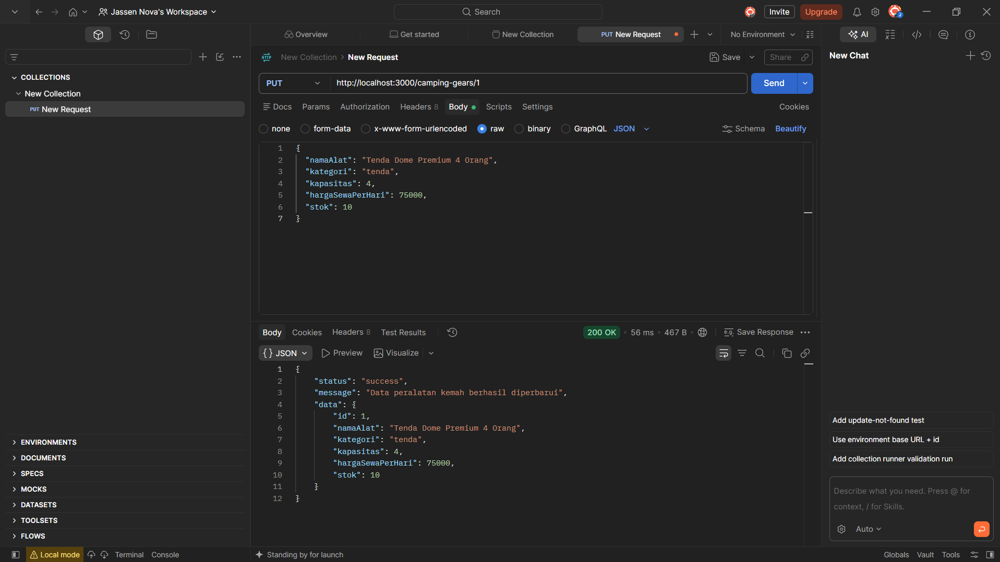 Jassen Nova's Workspace
Search
Invite
Upgrade
Overview
Get started
New Collection
PUT New Request
No Environment
AI
New Collection > New Request
Save
Share
New Chat
COLLECTIONS
New Collection
PUT New Request
PUT
http://localhost:3000/camping-gears/1
Send
Docs
Params
Authorization
Headers 8
Body
Scripts
Settings
Cookies
none
form-data
x-www-form-urlencoded
raw
binary
GraphQL
JSON
Schema
Beautify
1 {
2 "namaAlat": "Tenda Dome Premium 4 Orang",
3 "kategori": "tenda",
4 "kapasitas": 4,
5 "hargaSewaPerHari": 75000,
6 "stok": 10
7 }
Body
Cookies
Headers 8
Test Results
200 OK
56 ms
467 B
e.g. Save Response
{} JSON
Preview
Visualize
1 {
2 "status": "success",
3 "message": "Data peralatan kemah berhasil diperbarui",
4 "data": {
5 "id": 1,
6 "namaAlat": "Tenda Dome Premium 4 Orang",
7 "kategori": "tenda",
8 "kapasitas": 4,
9 "hargaSewaPerHari": 75000,
10 "stok": 10
11 }
12 }
ENVIRONMENTS
DOCUMENTS
SPECS
MOCKS
DATASETS
TOOLSETS
FLOWS
Add update-not-found test
Use environment base URL + id
Add collection runner validation run
Describe what you need. Press @ for
context, / for Skills.
Auto
Local mode
Terminal
Console
Standing by for launch
Globals
Vault
Tools